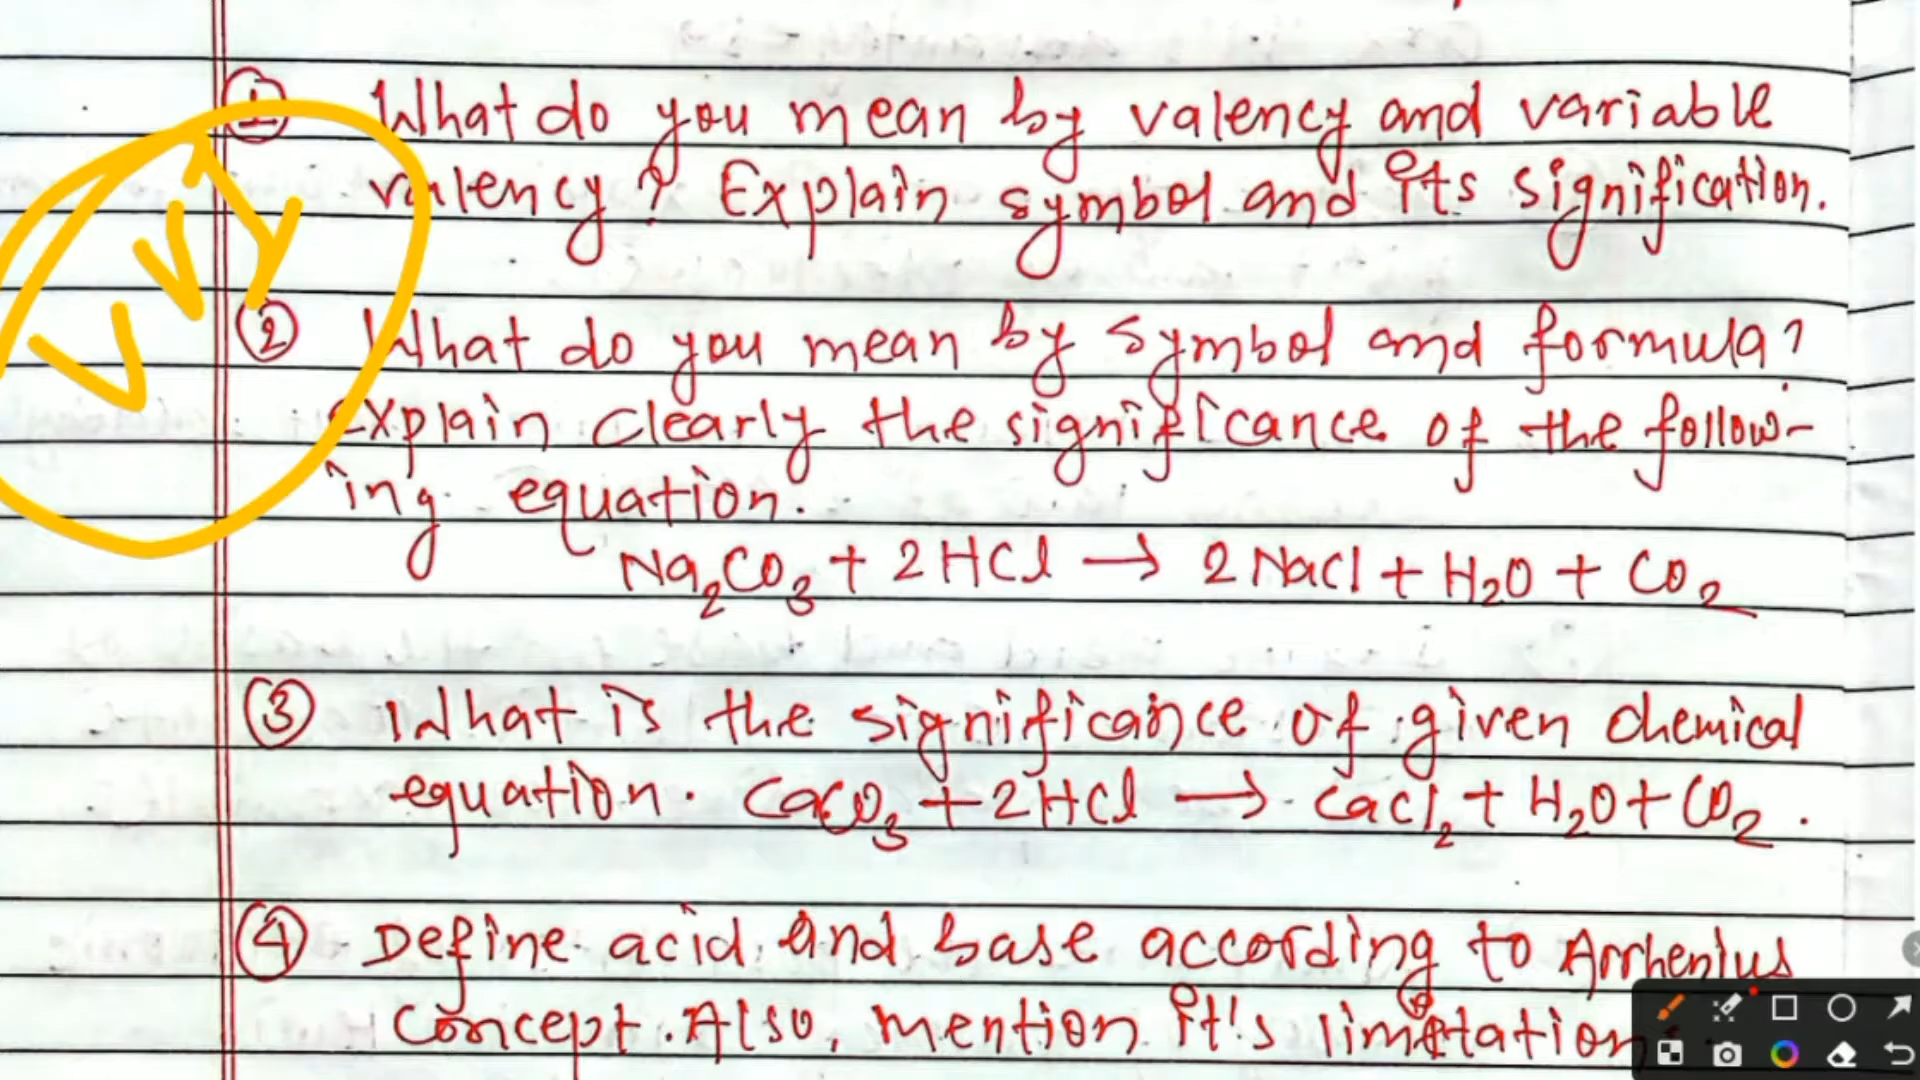 ① What do you mean by valency and variable
valency? Explain symbol and its signification.
VVI
② What do you mean by symbol and formula?
Explain clearly the significance of the follow-
ing equation.
Na₂CO₃ + 2HCl → 2NaCl + H₂O + CO₂
③ What is the significance of given chemical
equation. CaCO₃ + 2HCl → CaCl₂ + H₂O + CO₂.
④ Define acid and base according to Arrhenius
concept. Also, mention it's limitation